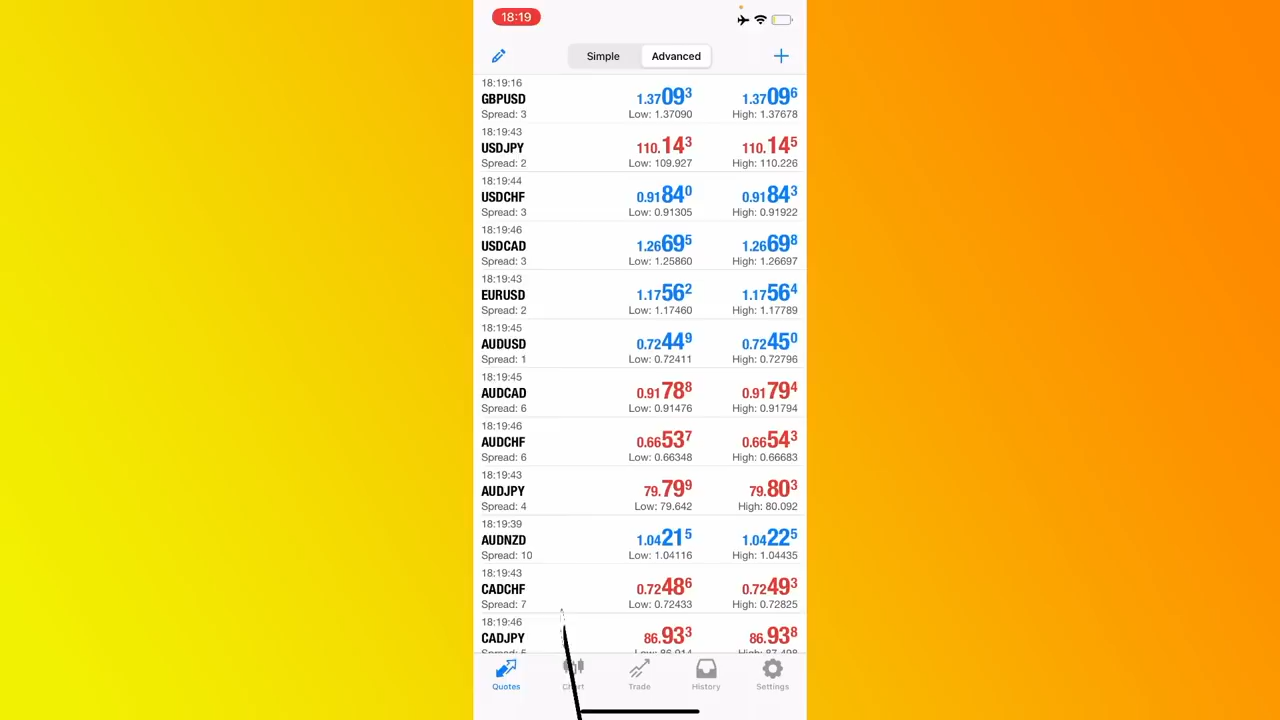 18:19
Simple Advanced
18:19:16
GBPUSD 1.37093 1.37096
Spread: 3 Low: 1.37090 High: 1.37678
18:19:43
USDJPY 110.143 110.145
Spread: 2 Low: 109.927 High: 110.226
18:19:44
USDCHF 0.91840 0.91843
Spread: 3 Low: 0.91305 High: 0.91922
18:19:46
USDCAD 1.26695 1.26698
Spread: 3 Low: 1.25860 High: 1.26697
18:19:43
EURUSD 1.17562 1.17564
Spread: 2 Low: 1.17460 High: 1.17789
18:19:45
AUDUSD 0.72449 0.72450
Spread: 1 Low: 0.72411 High: 0.72796
18:19:45
AUDCAD 0.91788 0.91794
Spread: 6 Low: 0.91476 High: 0.91794
18:19:46
AUDCHF 0.66537 0.66543
Spread: 6 Low: 0.66348 High: 0.66683
18:19:43
AUDJPY 79.799 79.803
Spread: 4 Low: 79.642 High: 80.092
18:19:39
AUDNZD 1.04215 1.04225
Spread: 10 Low: 1.04116 High: 1.04435
18:19:43
CADCHF 0.72486 0.72493
Spread: 7 Low: 0.72433 High: 0.72825
18:19:46
CADJPY 86.933 86.938
Spread: 5 Low: 86.914 High: 87.498
Quotes Chart Trade History Settings